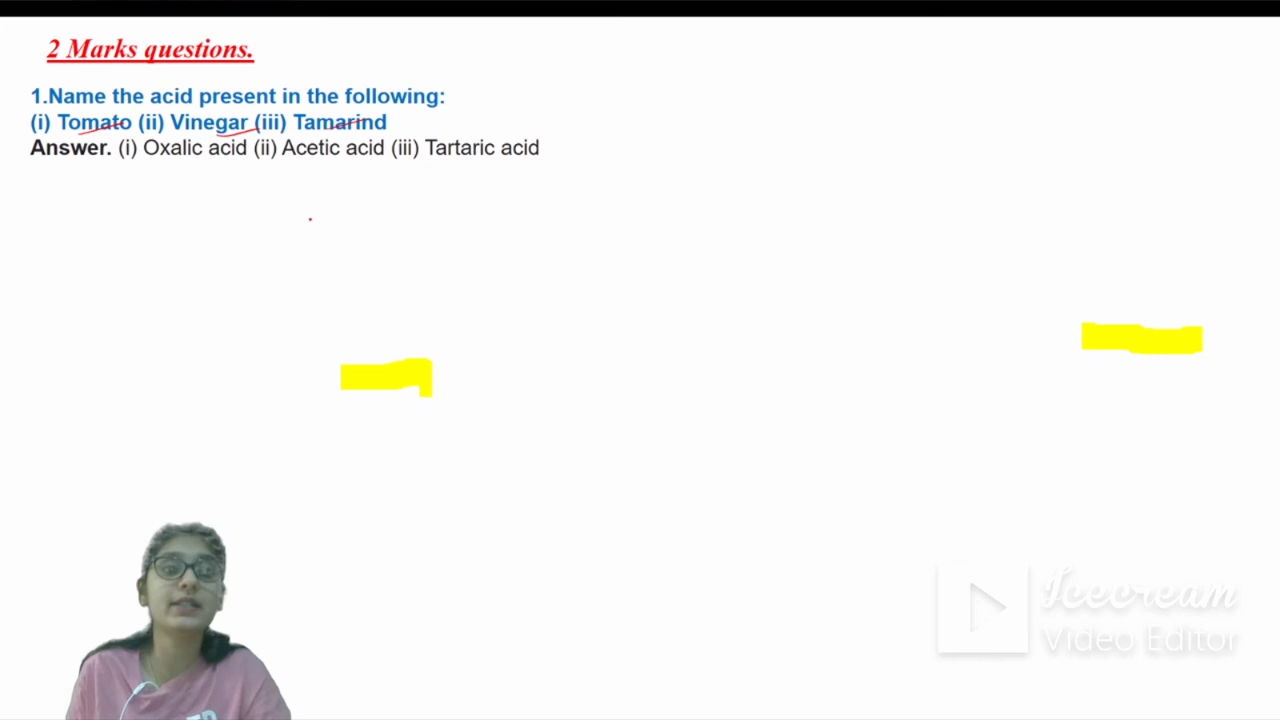 2 Marks questions.
1.Name the acid present in the following:
(i) Tomato (ii) Vinegar (iii) Tamarind
Answer. (i) Oxalic acid (ii) Acetic acid (iii) Tartaric acid
Icecream
Video Editor